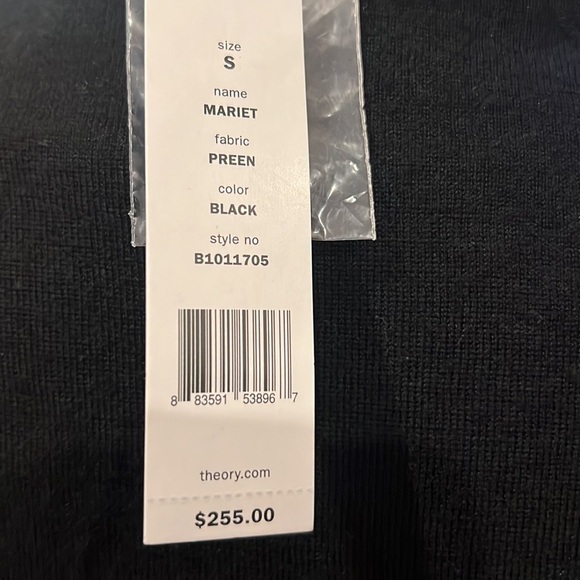 size
S
name
MARIET
fabric
PREEN
color
BLACK
style no
B1011705
8 83591 53896 7
theory.com
$255.00